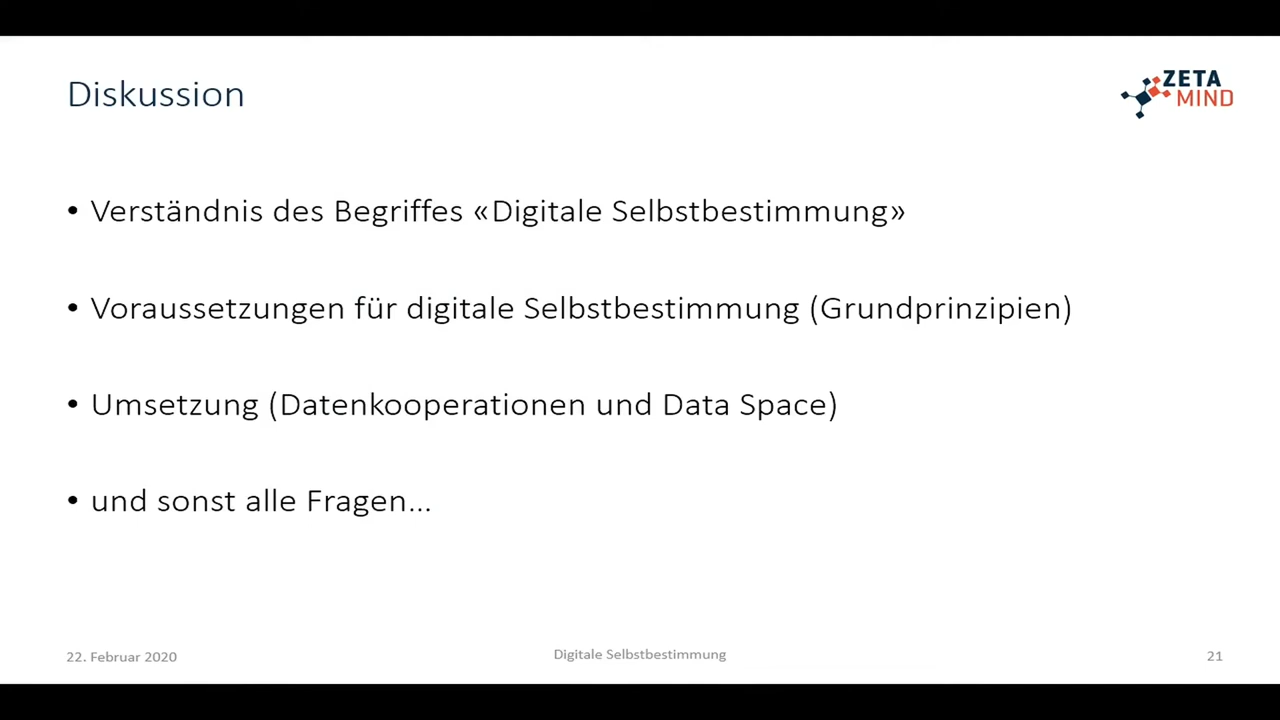 Diskussion
ZETA
MIND
• Verständnis des Begriffes «Digitale Selbstbestimmung»
• Voraussetzungen für digitale Selbstbestimmung (Grundprinzipien)
• Umsetzung (Datenkooperationen und Data Space)
• und sonst alle Fragen...
22. Februar 2020
Digitale Selbstbestimmung
21